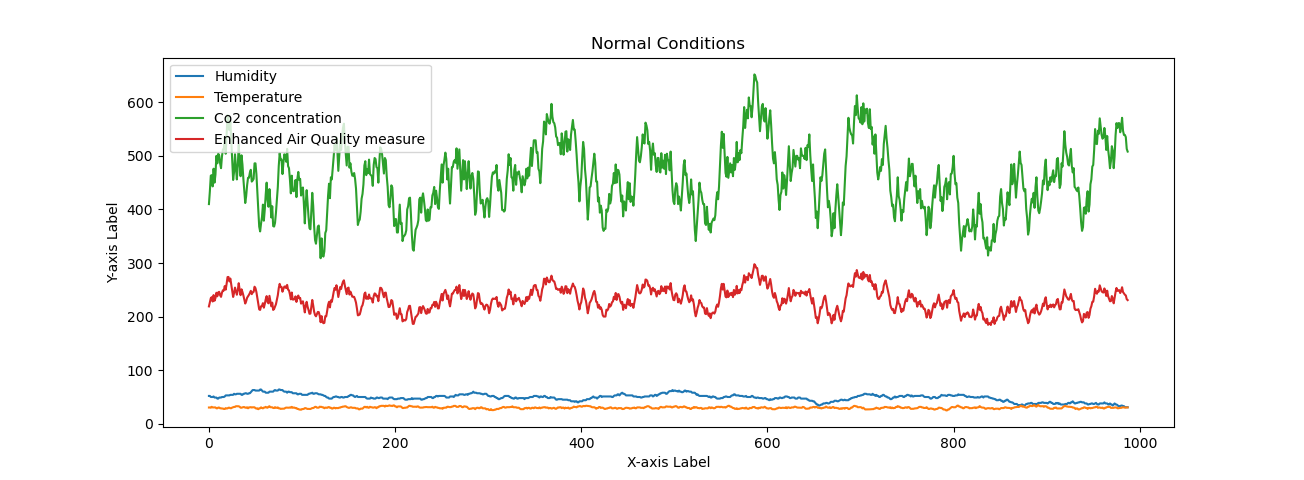 Normal Conditions
Humidity
Temperature
Co2 concentration
Enhanced Air Quality measure
Y-axis Label
600
500
400
300
200
100
0
0 200 400 600 800 1000
X-axis Label